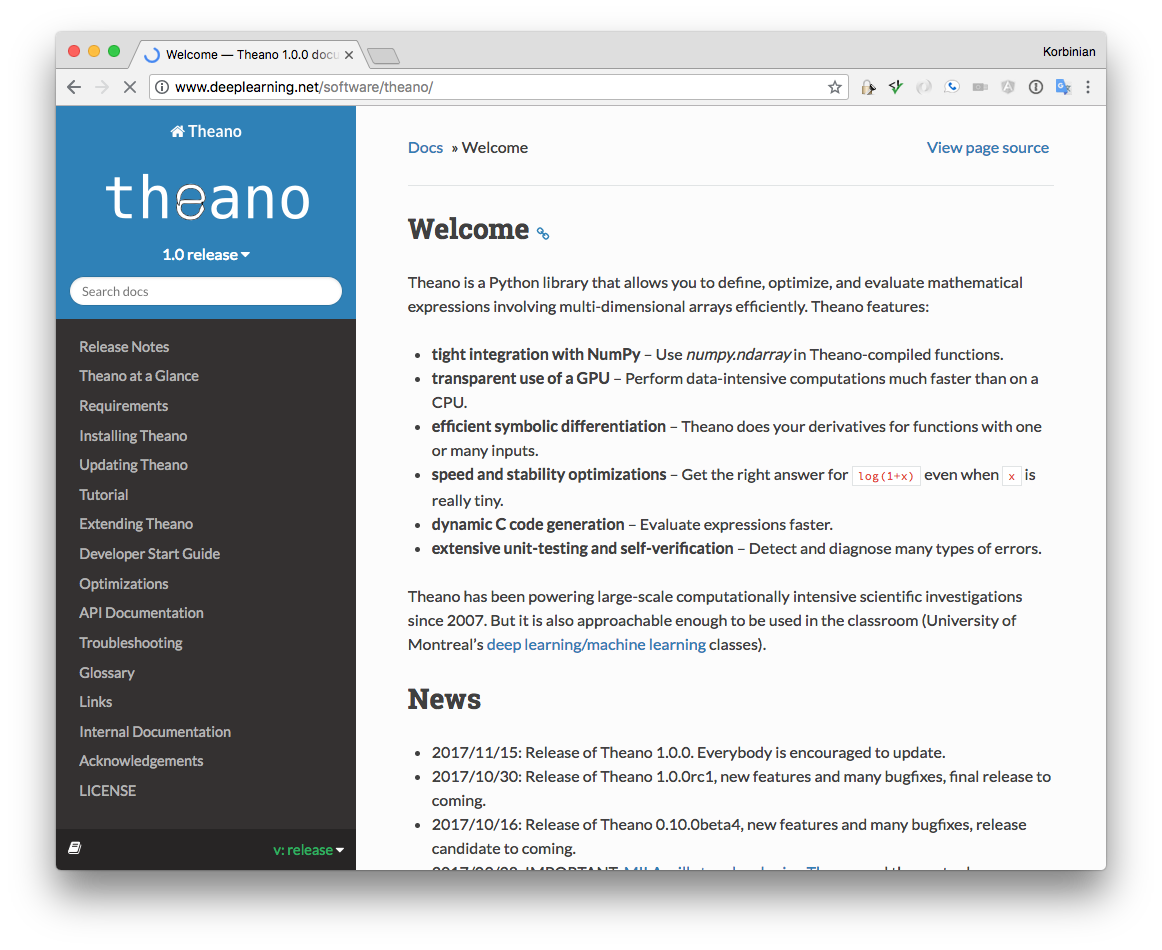 Welcome — Theano 1.0.0 docu
Korbinian
www.deeplearning.net/software/theano/
Theano
theano
1.0 release
Search docs
Release Notes
Theano at a Glance
Requirements
Installing Theano
Updating Theano
Tutorial
Extending Theano
Developer Start Guide
Optimizations
API Documentation
Troubleshooting
Glossary
Links
Internal Documentation
Acknowledgements
LICENSE
v: release
Docs » Welcome
View page source
Welcome
Theano is a Python library that allows you to define, optimize, and evaluate mathematical
expressions involving multi-dimensional arrays efficiently. Theano features:
• tight integration with NumPy – Use numpy.ndarray in Theano-compiled functions.
• transparent use of a GPU – Perform data-intensive computations much faster than on a
CPU.
• efficient symbolic differentiation – Theano does your derivatives for functions with one
or many inputs.
• speed and stability optimizations – Get the right answer for log(1+x) even when x is
really tiny.
• dynamic C code generation – Evaluate expressions faster.
• extensive unit-testing and self-verification – Detect and diagnose many types of errors.
Theano has been powering large-scale computationally intensive scientific investigations
since 2007. But it is also approachable enough to be used in the classroom (University of
Montreal’s deep learning/machine learning classes).
News
• 2017/11/15: Release of Theano 1.0.0. Everybody is encouraged to update.
• 2017/10/30: Release of Theano 1.0.0rc1, new features and many bugfixes, final release to
coming.
• 2017/10/16: Release of Theano 0.10.0beta4, new features and many bugfixes, release
candidate to coming.